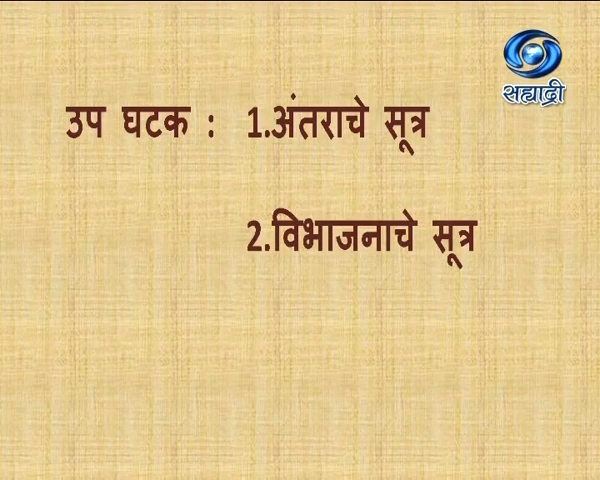 सह्याद्री
उप घटक : 1.अंतराचे सूत्र
2.विभाजनाचे सूत्र